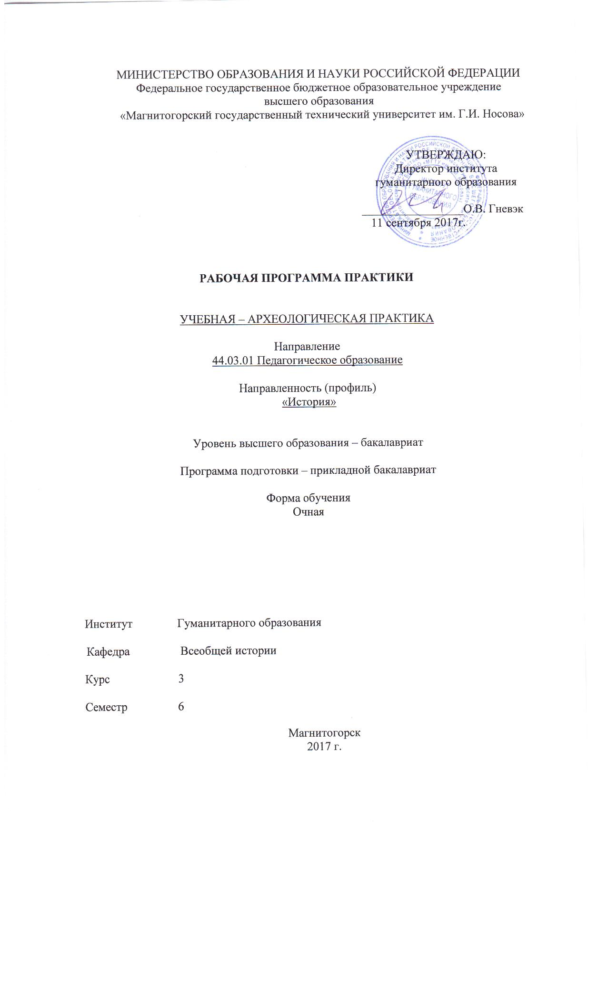 МИНИСТЕРСТВО ОБРАЗОВАНИЯ И НАУКИ РОССИЙСКОЙ ФЕДЕРАЦИИ
Федеральное государственное бюджетное образовательное учреждение
высшего образования
«Магнитогорский государственный технический университет им. Г.И. Носова»
УТВЕРЖДАЮ:
Директор института
гуманитарного образования
О.В. Гневэк
11 сентября 2017г.
ИНСТИТУТ
ГУМАНИТАРНОГО
ОБРАЗОВАНИЯ
РАБОЧАЯ ПРОГРАММА ПРАКТИКИ
УЧЕБНАЯ – АРХЕОЛОГИЧЕСКАЯ ПРАКТИКА
Направление
44.03.01 Педагогическое образование
Направленность (профиль)
«История»
Уровень высшего образования – бакалавриат
Программа подготовки – прикладной бакалавриат
Форма обучения
Очная
Институт Гуманитарного образования
Кафедра Всеобщей истории
Курс 3
Семестр 6
Магнитогорск
2017 г.